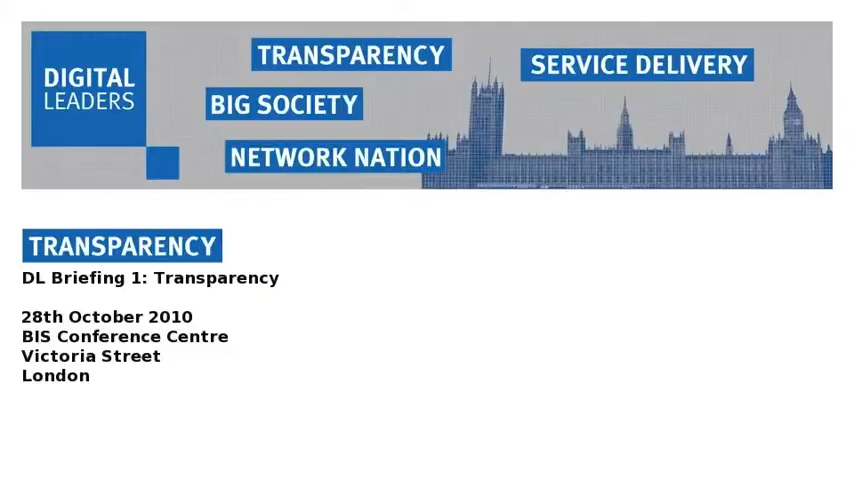 DIGITAL
LEADERS
TRANSPARENCY
BIG SOCIETY
NETWORK NATION
SERVICE DELIVERY
TRANSPARENCY
DL Briefing 1: Transparency
28th October 2010
BIS Conference Centre
Victoria Street
London